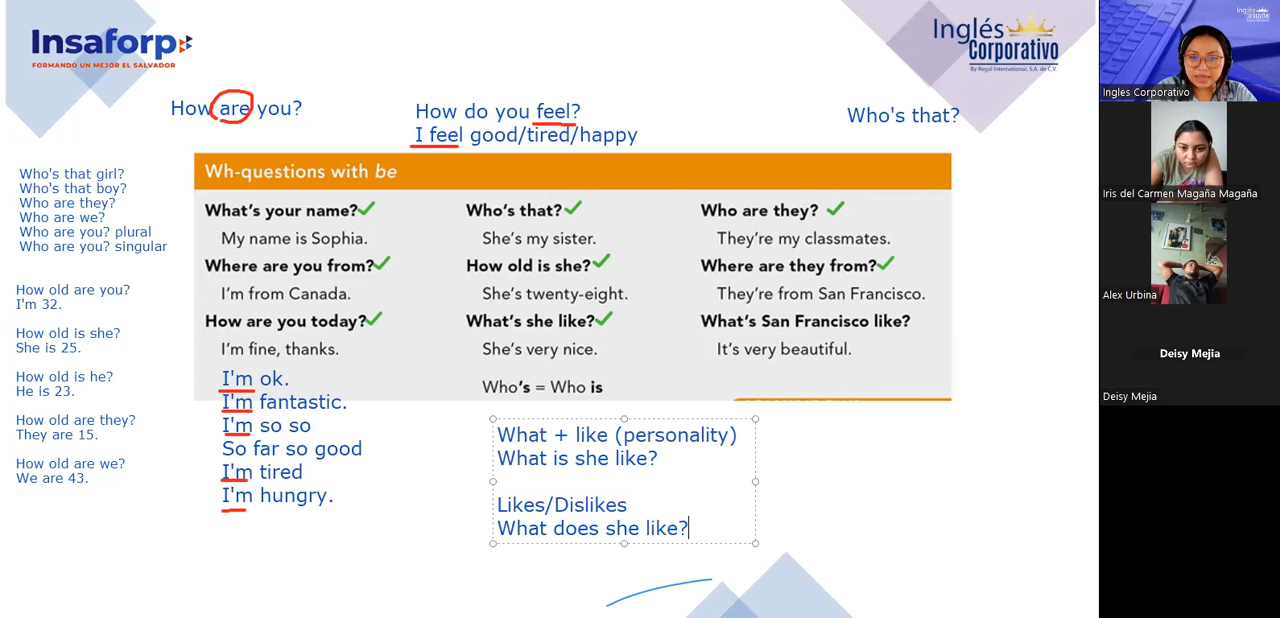 Insaforp
FORMANDO UN MEJOR EL SALVADOR
Inglés
Corporativo
By Regal International, S.A. de C.V.
How are you?
How do you feel?
I feel good/tired/happy
Who's that?
Who's that girl?
Who's that boy?
Who are they?
Who are we?
Who are you? plural
Who are you? singular
How old are you?
I'm 32.
How old is she?
She is 25.
How old is he?
He is 23.
How old are they?
They are 15.
How old are we?
We are 43.
Wh-questions with be
What's your name?
My name is Sophia.
Where are you from?
I'm from Canada.
How are you today?
I'm fine, thanks.
Who's that?
She's my sister.
How old is she?
She's twenty-eight.
What's she like?
She's very nice.
Who's = Who is
Who are they?
They're my classmates.
Where are they from?
They're from San Francisco.
What's San Francisco like?
It's very beautiful.
I'm ok.
I'm fantastic.
I'm so so
So far so good
I'm tired
I'm hungry.
What + like (personality)
What is she like?
Likes/Dislikes
What does she like?
Ingles Corporativo
Iris del Carmen Magaña Magaña
Alex Urbina
Deisy Mejia
Deisy Mejia